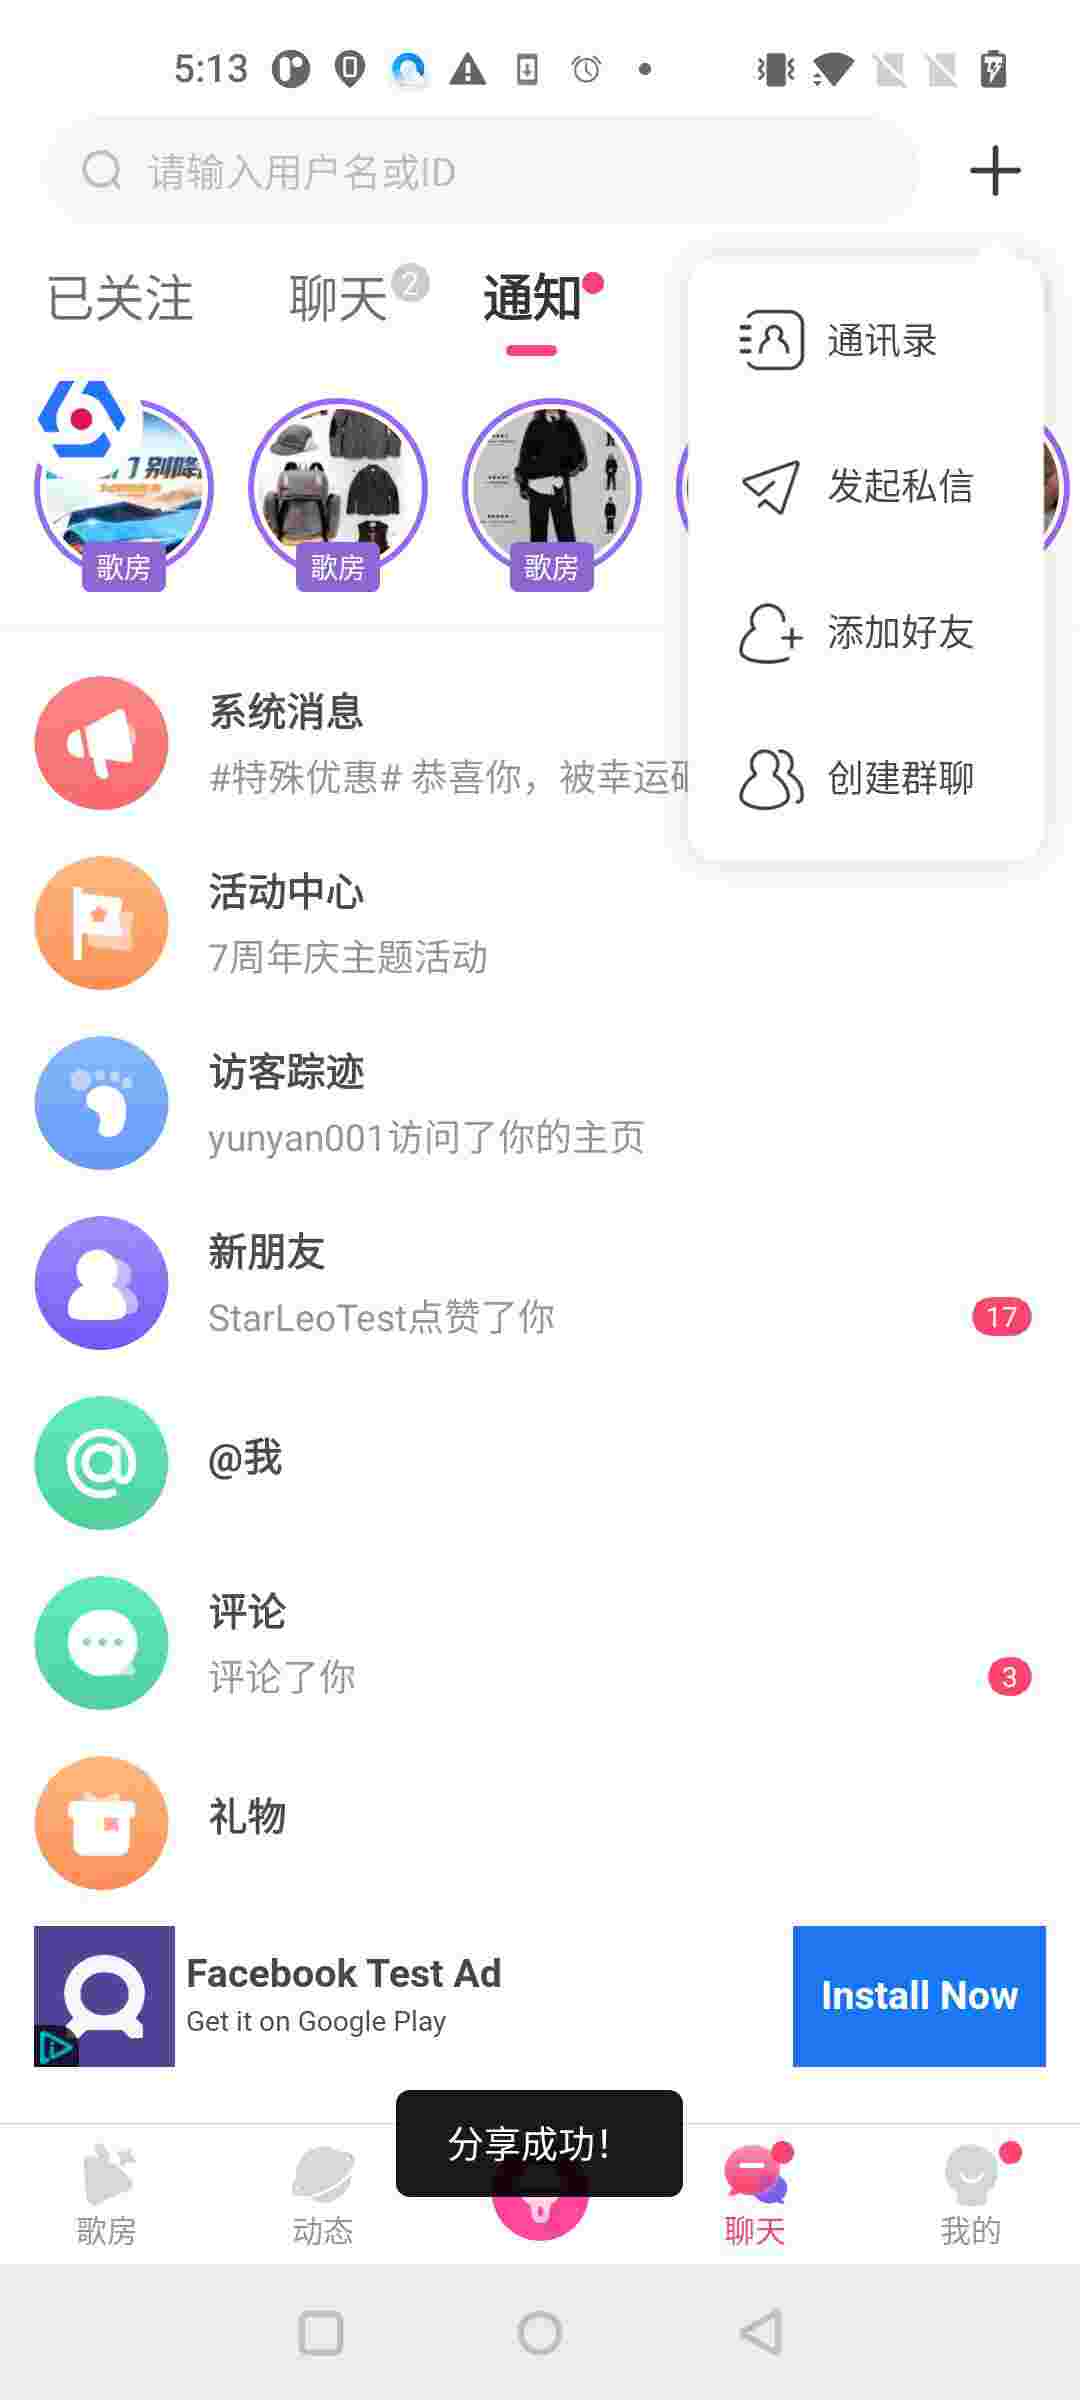 5:13
请输入用户名或ID
已关注
聊天
2
通知
通讯录
发起私信
添加好友
创建群聊
歌房
歌房
歌房
系统消息
#特殊优惠# 恭喜你，被幸运
活动中心
7周年庆主题活动
访客踪迹
yunyan001访问了你的主页
新朋友
StarLeoTest点赞了你
17
@我
评论
评论了你
3
礼物
Facebook Test Ad
Get it on Google Play
Install Now
分享成功！
歌房
动态
聊天
我的